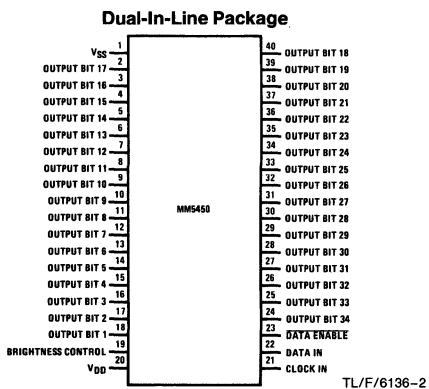 Dual-In-Line Package
VSS 1 40 OUTPUT BIT 18
OUTPUT BIT 17 2 39 OUTPUT BIT 19
OUTPUT BIT 16 3 38 OUTPUT BIT 20
OUTPUT BIT 15 4 37 OUTPUT BIT 21
OUTPUT BIT 14 5 36 OUTPUT BIT 22
OUTPUT BIT 13 6 35 OUTPUT BIT 23
OUTPUT BIT 12 7 34 OUTPUT BIT 24
OUTPUT BIT 11 8 33 OUTPUT BIT 25
OUTPUT BIT 10 9 32 OUTPUT BIT 26
OUTPUT BIT 9 10 31 OUTPUT BIT 27
OUTPUT BIT 8 11 MM5450 30 OUTPUT BIT 28
OUTPUT BIT 7 12 29 OUTPUT BIT 29
OUTPUT BIT 6 13 28 OUTPUT BIT 30
OUTPUT BIT 5 14 27 OUTPUT BIT 31
OUTPUT BIT 4 15 26 OUTPUT BIT 32
OUTPUT BIT 3 16 25 OUTPUT BIT 33
OUTPUT BIT 2 17 24 OUTPUT BIT 34
OUTPUT BIT 1 18 23 DATA ENABLE
BRIGHTNESS CONTROL 19 22 DATA IN
VDD 20 21 CLOCK IN
TL/F/6136-2